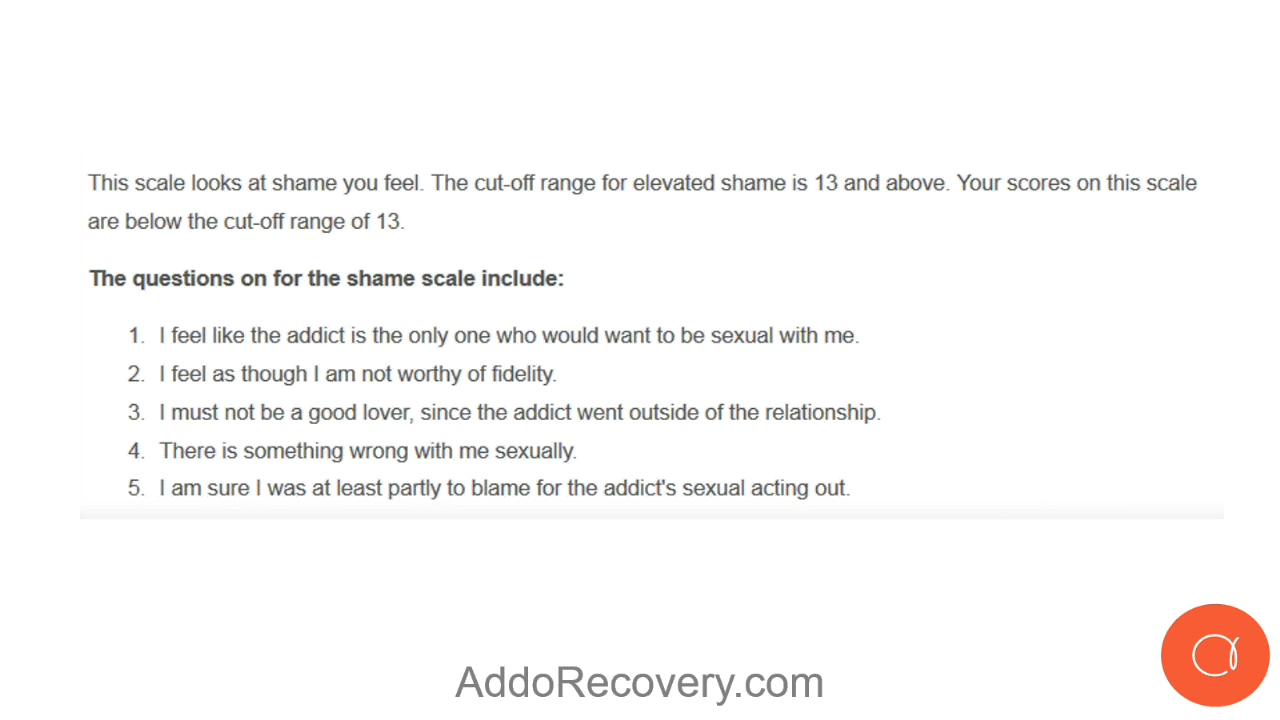 This scale looks at shame you feel. The cut-off range for elevated shame is 13 and above. Your scores on this scale
are below the cut-off range of 13.
The questions on for the shame scale include:
1. I feel like the addict is the only one who would want to be sexual with me.
2. I feel as though I am not worthy of fidelity.
3. I must not be a good lover, since the addict went outside of the relationship.
4. There is something wrong with me sexually.
5. I am sure I was at least partly to blame for the addict's sexual acting out.
AddoRecovery.com